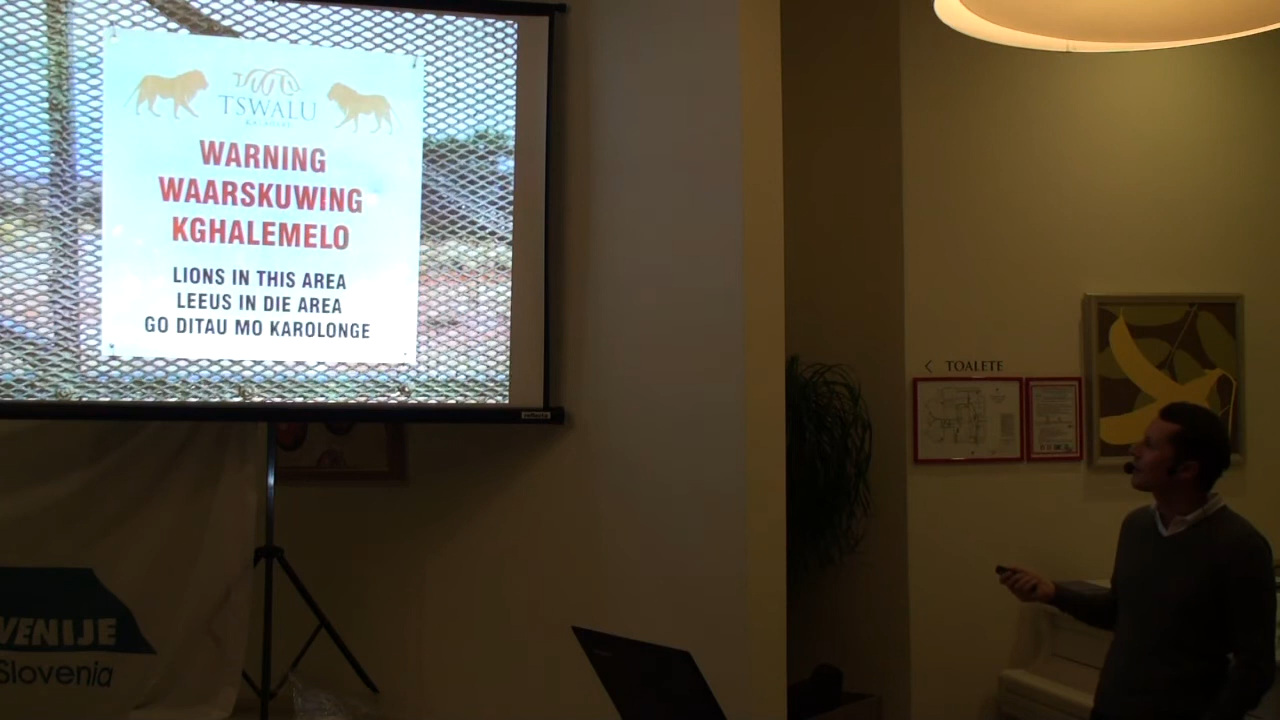 TSWALU
KALAHARI
WARNING
WAARSKUWING
KGHALEMELO
LIONS IN THIS AREA
LEEUS IN DIE AREA
GO DITAU MO KAROLONGE
TOALETE
VENIJE
Slovenia